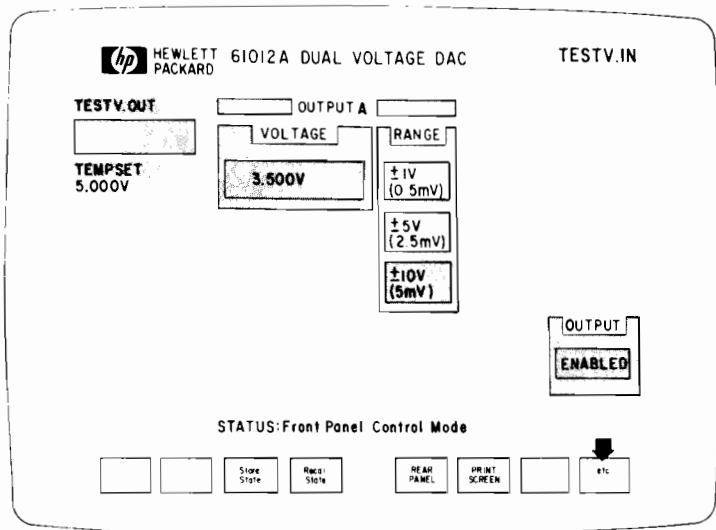 hp HEWLETT PACKARD 61012A DUAL VOLTAGE DAC TESTV.IN
TESTV.OUT
OUTPUT A
VOLTAGE
RANGE
TEMPSET
5.000V
3.500V
±1V
(0.5mV)
±5V
(2.5mV)
±10V
(5mV)
OUTPUT
ENABLED
STATUS:Front Panel Control Mode
Store State
Recall State
REAR PANEL
PRINT SCREEN
etc